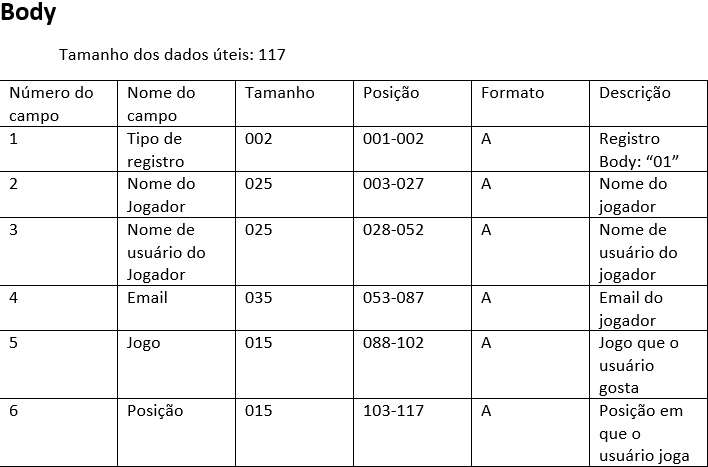 Body
Tamanho dos dados úteis: 117
Número do campo Nome do campo Tamanho Posição Formato Descrição
1 Tipo de registro 002 001-002 A Registro Body: “01”
2 Nome do Jogador 025 003-027 A Nome do jogador
3 Nome de usuário do Jogador 025 028-052 A Nome de usuário do jogador
4 Email 035 053-087 A Email do jogador
5 Jogo 015 088-102 A Jogo que o usuário gosta
6 Posição 015 103-117 A Posição em que o usuário joga